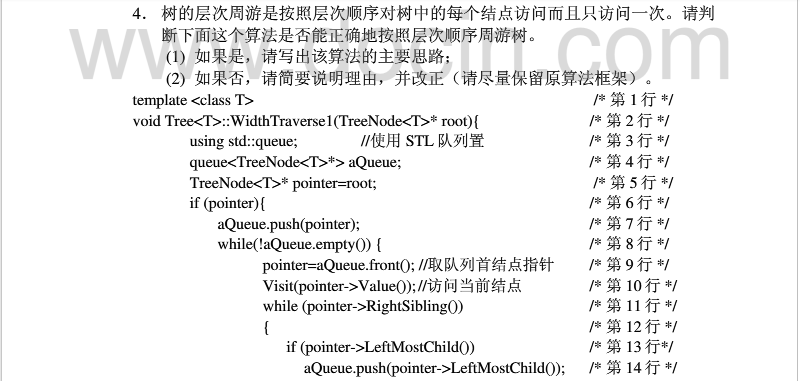 4. 树的层次周游是按照层次顺序对树中的每个结点访问而且只访问一次。请判
断下面这个算法是否能正确地按照层次顺序周游树。
(1) 如果是，请写出该算法的主要思路；
(2) 如果否，请简要说明理由，并改正（请尽量保留原算法框架）。
template <class T> /* 第 1 行 */
void Tree<T>::WidthTraverse1(TreeNode<T>* root){ /* 第 2 行 */
using std::queue; //使用 STL 队列置 /* 第 3 行 */
queue<TreeNode<T>*> aQueue; /* 第 4 行 */
TreeNode<T>* pointer=root; /* 第 5 行 */
if (pointer){ /* 第 6 行 */
aQueue.push(pointer); /* 第 7 行 */
while(!aQueue.empty()) { /* 第 8 行 */
pointer=aQueue.front(); //取队列首结点指针 /* 第 9 行 */
Visit(pointer->Value()); //访问当前结点 /* 第 10 行 */
while (pointer->RightSibling()) /* 第 11 行 */
{ /* 第 12 行 */
if (pointer->LeftMostChild()) /* 第 13 行*/
aQueue.push(pointer->LeftMostChild()); /* 第 14 行 */